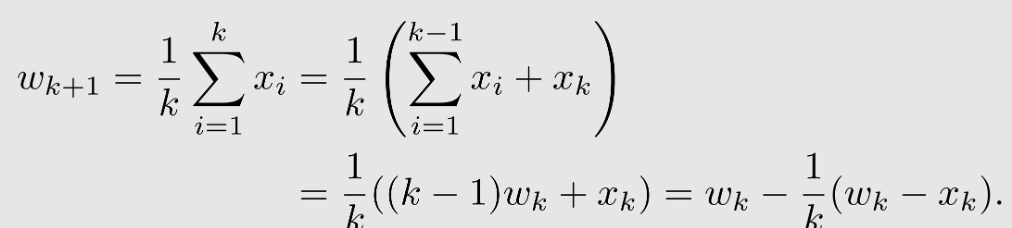 $w_{k+1} = \frac{1}{k} \sum_{i=1}^{k} x_i = \frac{1}{k} \left( \sum_{i=1}^{k-1} x_i + x_k \right)$
$= \frac{1}{k}((k-1)w_k + x_k) = w_k - \frac{1}{k}(w_k - x_k).$